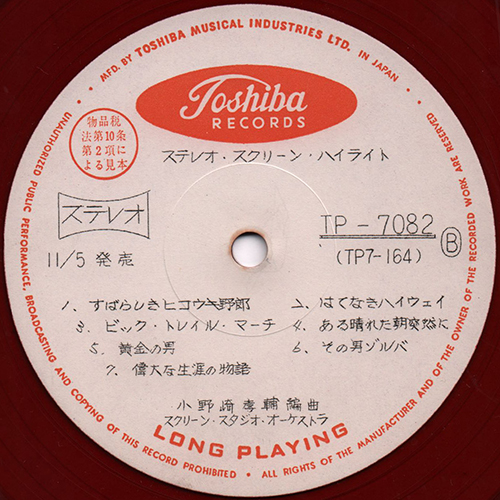 MFD. BY TOSHIBA MUSICAL INDUSTRIES LTD. IN JAPAN
Toshiba
RECORDS
物品税
法第10条
第2項に
よる見本
ステレオ・スクリーン・ハイライト
ステレオ
TP-7082
(TP7-164)
B
11/5 発売
1. すばらしきヒコウキ野郎
2. はてなきハイウェイ
3. ビック・トレイル・マーチ
4. ある晴れた朝突然に
5. 黄金の男
6. その男ゾルバ
7. 偉大な生涯の物語
小野崎孝輔編曲
スクリーン・スタジオ・オーケストラ
LONG PLAYING
UNAUTHORIZED PUBLIC PERFORMANCE, BROADCASTING AND COPYING OF THIS RECORD PROHIBITED • ALL RIGHTS OF THE MANUFACTURER AND OF THE OWNER OF THE RECORDED WORK ARE RESERVED